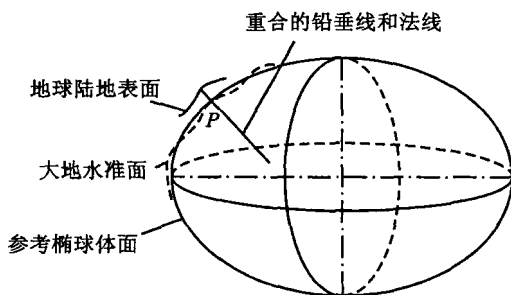 重合的铅垂线和法线
地球陆地表面
P
大地水准面
参考椭球体面